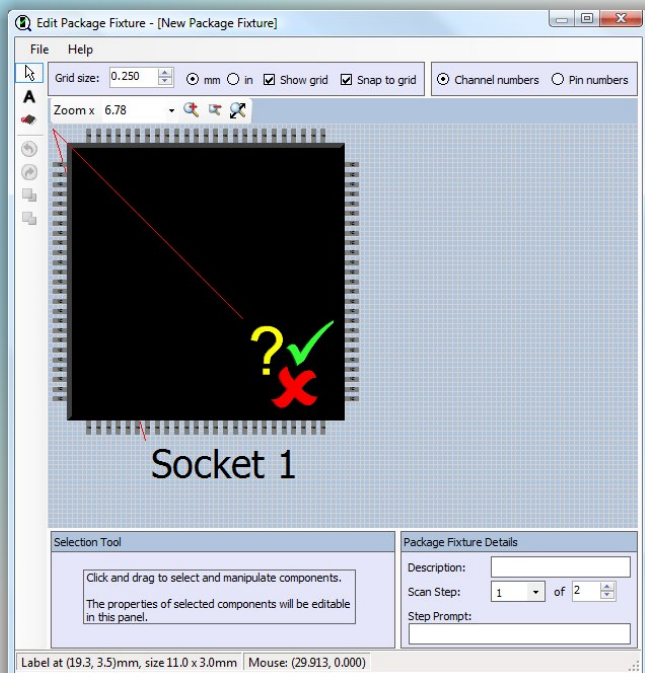 Edit Package Fixture - [New Package Fixture]
File Help
Grid size: 0.250 mm in Show grid Snap to grid Channel numbers Pin numbers
A
Zoom x 6.78
?
Socket 1
Selection Tool
Click and drag to select and manipulate components.
The properties of selected components will be editable
in this panel.
Package Fixture Details
Description:
Scan Step: 1 of 2
Step Prompt:
Label at (19.3, 3.5)mm, size 11.0 x 3.0mm Mouse: (29.913, 0.000)